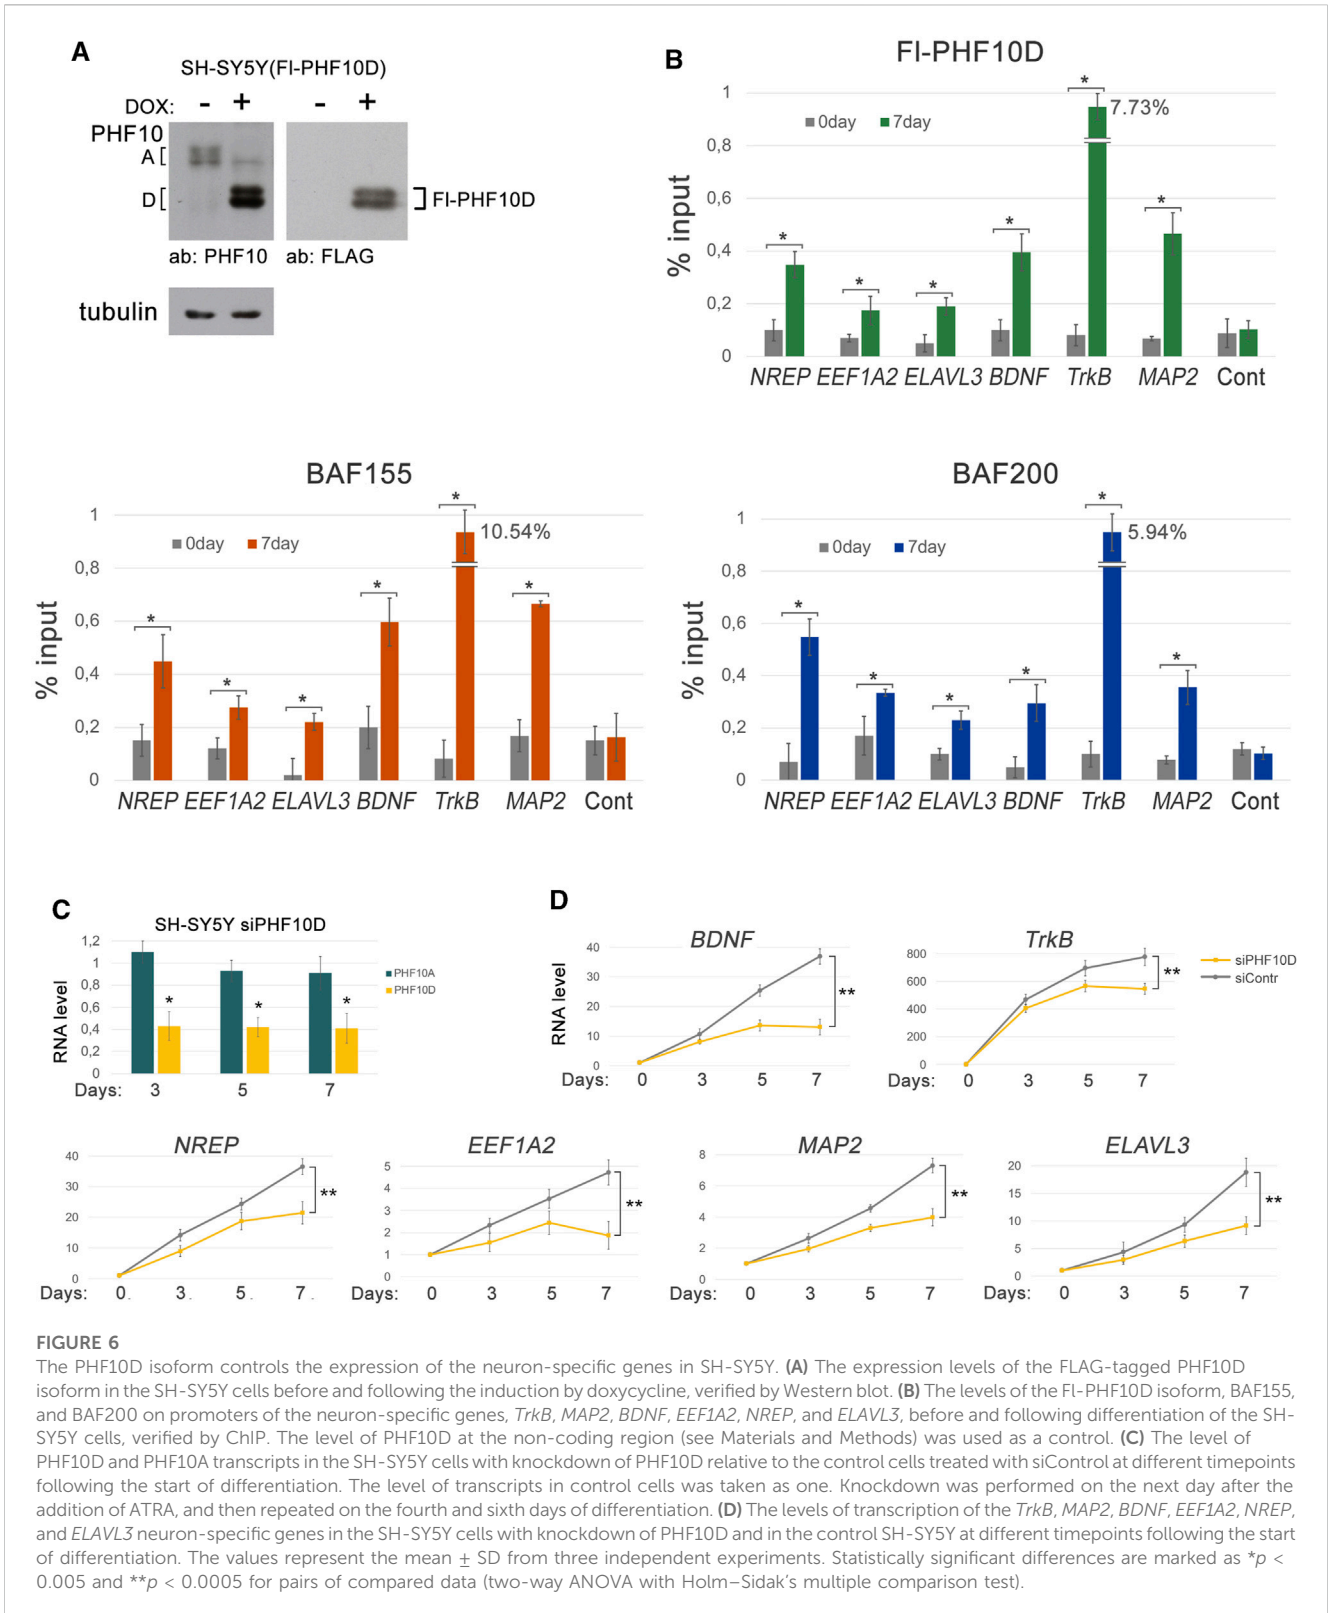 A
SH-SY5Y(Fl-PHF10D)
DOX: - + - +
PHF10
A
D
Fl-PHF10D
ab: PHF10 ab: FLAG
tubulin
B
Fl-PHF10D
0day 7day
7.73%
% input
1
0,8
0,6
0,4
0,2
0
* * * * * *
NREP EEF1A2 ELAVL3 BDNF TrkB MAP2 Cont
BAF155
0day 7day
10.54%
% input
1
0,8
0,6
0,4
0,2
0
* * * * * *
NREP EEF1A2 ELAVL3 BDNF TrkB MAP2 Cont
BAF200
0day 7day
5.94%
% input
1
0,8
0,6
0,4
0,2
0
* * * * * *
NREP EEF1A2 ELAVL3 BDNF TrkB MAP2 Cont
C
SH-SY5Y siPHF10D
RNA level
1,2
1
0,8
0,6
0,4
0,2
0
* * *
PHF10A
PHF10D
Days: 3 5 7
D
BDNF
RNA level
40
30
20
10
0
**
Days: 0 3 5 7
TrkB
800
600
400
200
0
**
siPHF10D
siContr
Days: 0 3 5 7
NREP
40
30
20
10
0
**
Days: 0 3 5 7
EEF1A2
5
4
3
2
1
0
**
Days: 0 3 5 7
MAP2
8
6
4
2
0
**
Days: 0 3 5 7
ELAVL3
20
15
10
5
0
**
Days: 0 3 5 7
FIGURE 6
The PHF10D isoform controls the expression of the neuron-specific genes in SH-SY5Y. (A) The expression levels of the FLAG-tagged PHF10D
isoform in the SH-SY5Y cells before and following the induction by doxycycline, verified by Western blot. (B) The levels of the Fl-PHF10D isoform, BAF155,
and BAF200 on promoters of the neuron-specific genes, TrkB, MAP2, BDNF, EEF1A2, NREP, and ELAVL3, before and following differentiation of the SH-
SY5Y cells, verified by ChIP. The level of PHF10D at the non-coding region (see Materials and Methods) was used as a control. (C) The level of
PHF10D and PHF10A transcripts in the SH-SY5Y cells with knockdown of PHF10D relative to the control cells treated with siControl at different timepoints
following the start of differentiation. The level of transcripts in control cells was taken as one. Knockdown was performed on the next day after the
addition of ATRA, and then repeated on the fourth and sixth days of differentiation. (D) The levels of transcription of the TrkB, MAP2, BDNF, EEF1A2, NREP,
and ELAVL3 neuron-specific genes in the SH-SY5Y cells with knockdown of PHF10D and in the control SH-SY5Y at different timepoints following the start
of differentiation. The values represent the mean ± SD from three independent experiments. Statistically significant differences are marked as *p <
0.005 and **p < 0.0005 for pairs of compared data (two-way ANOVA with Holm–Sidak's multiple comparison test).